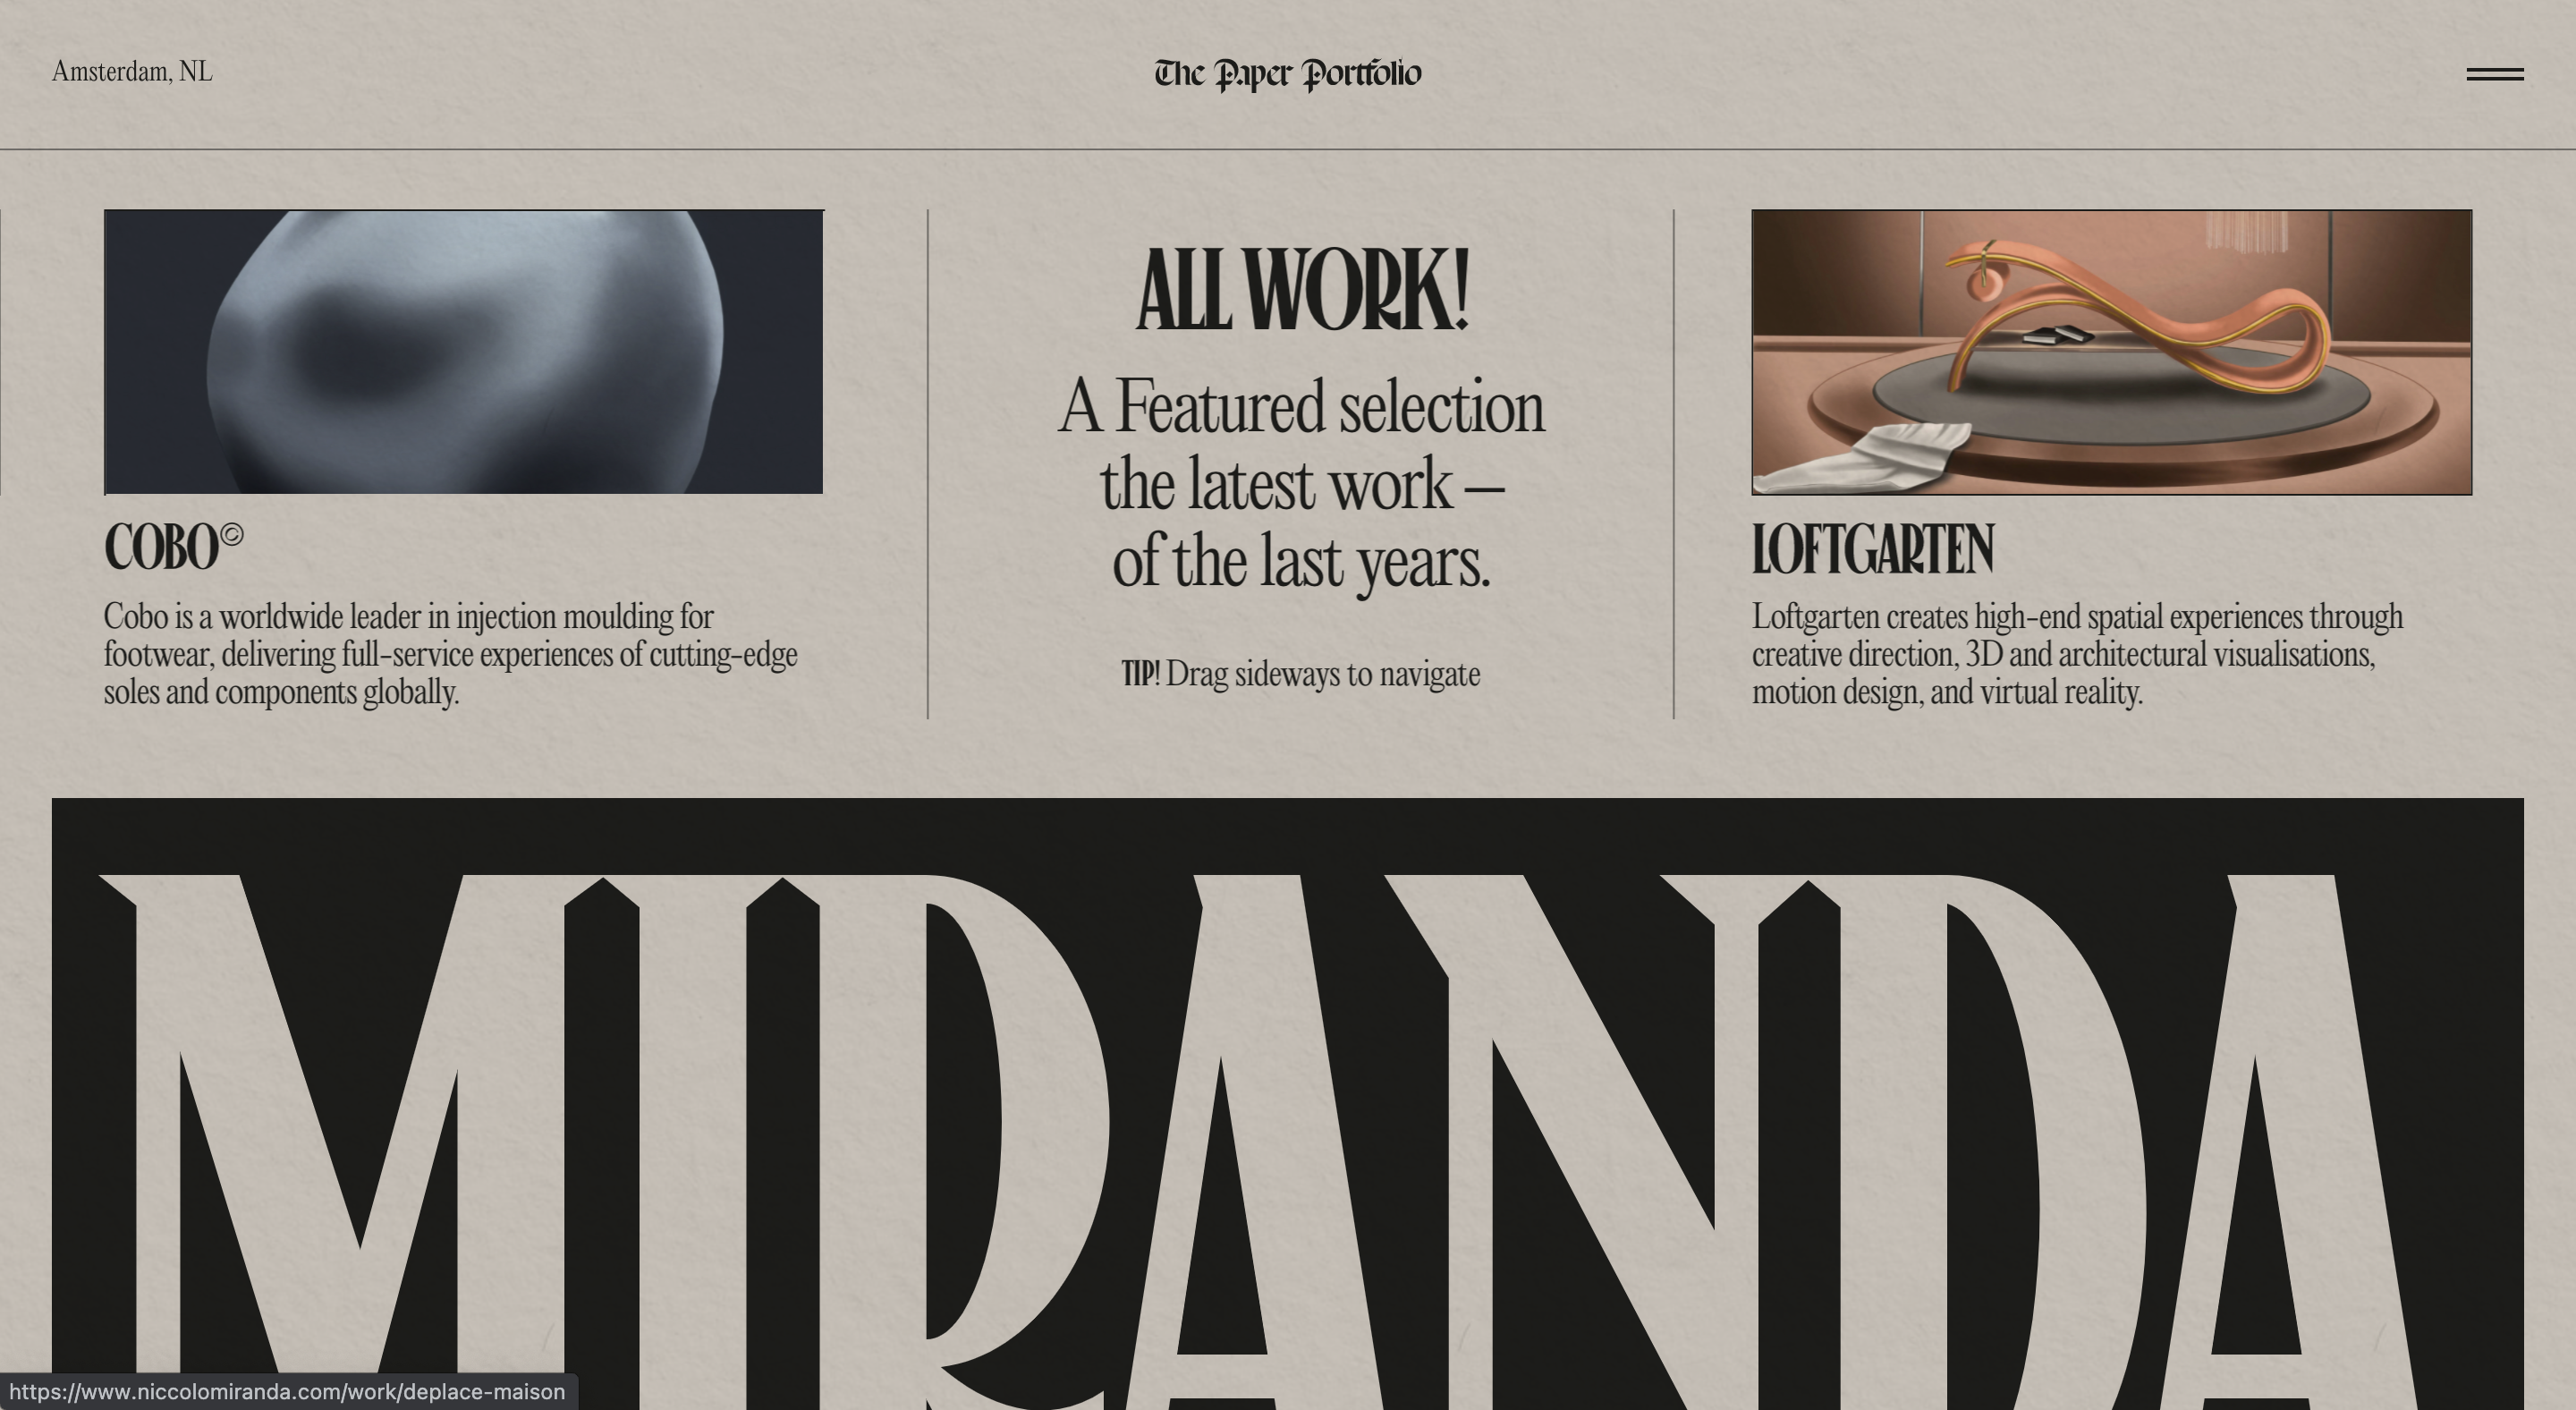 Amsterdam, NL
The Paper Portfolio
COBO©
Cobo is a worldwide leader in injection moulding for
footwear, delivering full-service experiences of cutting-edge
soles and components globally.
ALL WORK!
A Featured selection
the latest work –
of the last years.
TIP! Drag sideways to navigate
LOFTGARTEN
Loftgarten creates high-end spatial experiences through
creative direction, 3D and architectural visualisations,
motion design, and virtual reality.
MIRANDA
https://www.niccolomiranda.com/work/deplace-maison